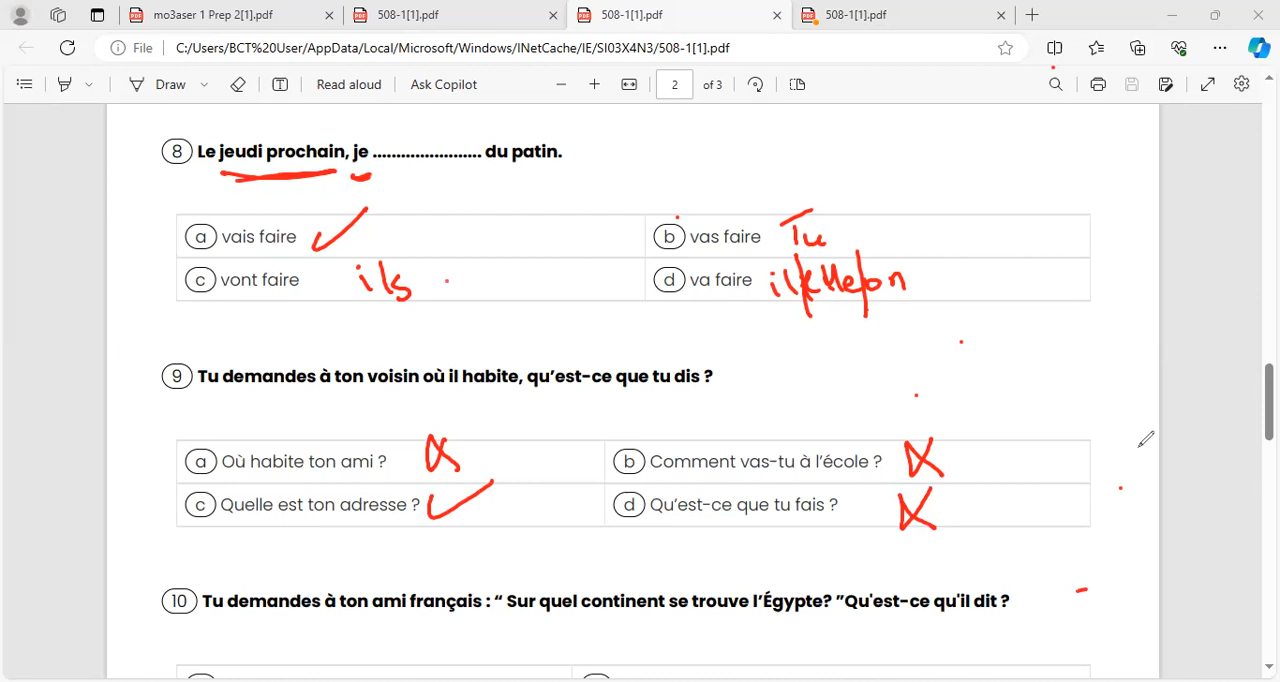 mo3aser 1 Prep 2[1].pdf
508-1[1].pdf
508-1[1].pdf
508-1[1].pdf
File
C:/Users/BCT%20User/AppData/Local/Microsoft/Windows/INetCache/IE/SI03X4N3/508-1[1].pdf
Draw
Read aloud
Ask Copilot
2 of 3
8 Le jeudi prochain, je ....................... du patin.
a vais faire
b vas faire Tu
c vont faire ils
d va faire il/elle/on
9 Tu demandes à ton voisin où il habite, qu’est-ce que tu dis ?
a Où habite ton ami ?
b Comment vas-tu à l’école ?
c Quelle est ton adresse ?
d Qu’est-ce que tu fais ?
10 Tu demandes à ton ami français : “ Sur quel continent se trouve l’Égypte? ”Qu'est-ce qu'il dit ?